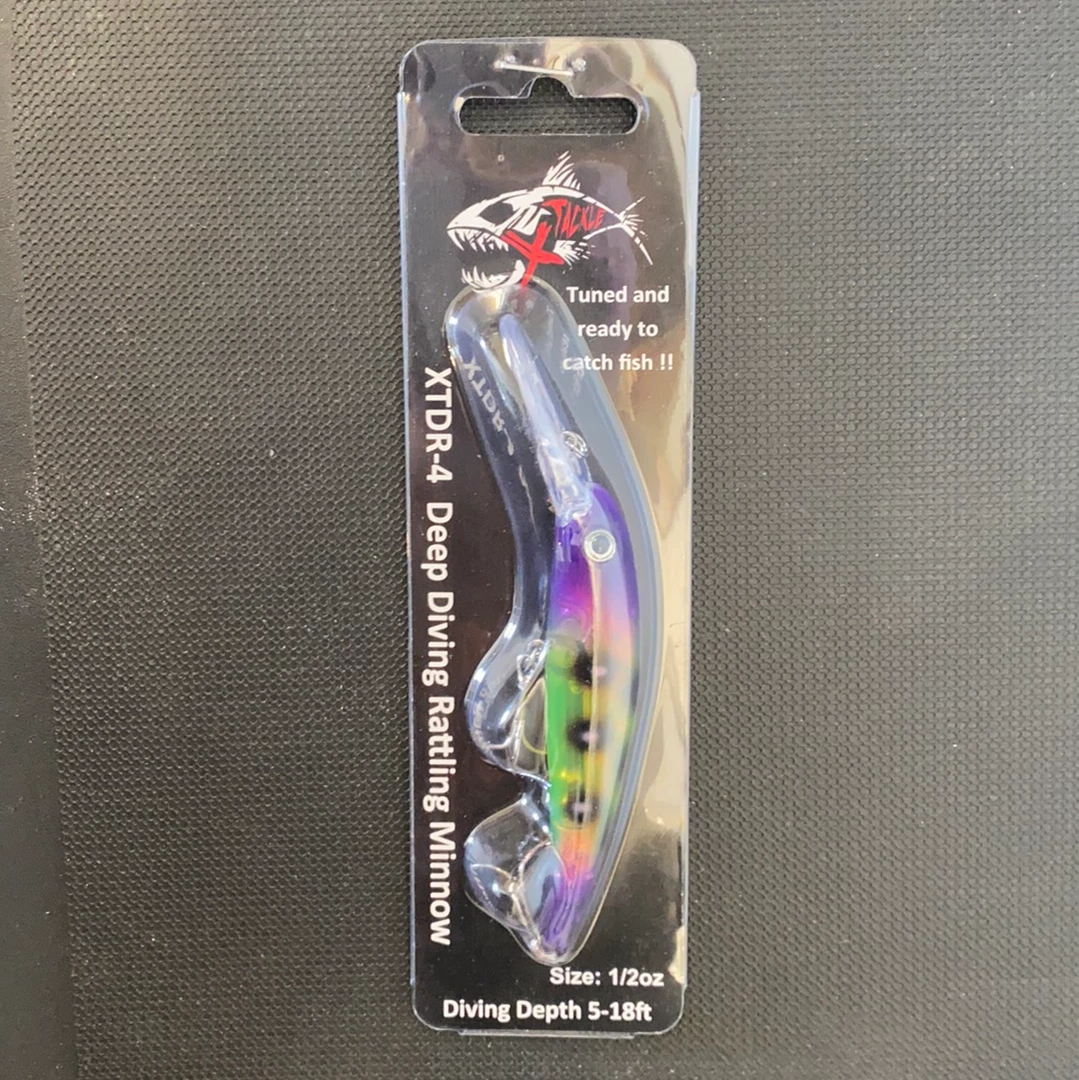 X TACKLE
Tuned and
ready to
catch fish !!
XTDR-4 Deep Diving Rattling Minnow
Size: 1/2oz
Diving Depth 5-18ft